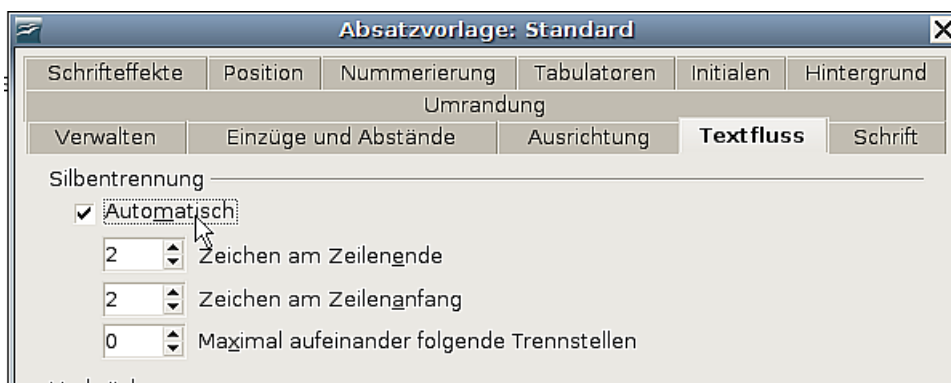 Absatzvorlage: Standard
Schrifteffekte Position Nummerierung Tabulatoren Initialen Hintergrund
Umrandung
Verwalten Einzüge und Abstände Ausrichtung Textfluss Schrift
Silbentrennung
Automatisch
2 Zeichen am Zeilenende
2 Zeichen am Zeilenanfang
0 Maximal aufeinander folgende Trennstellen